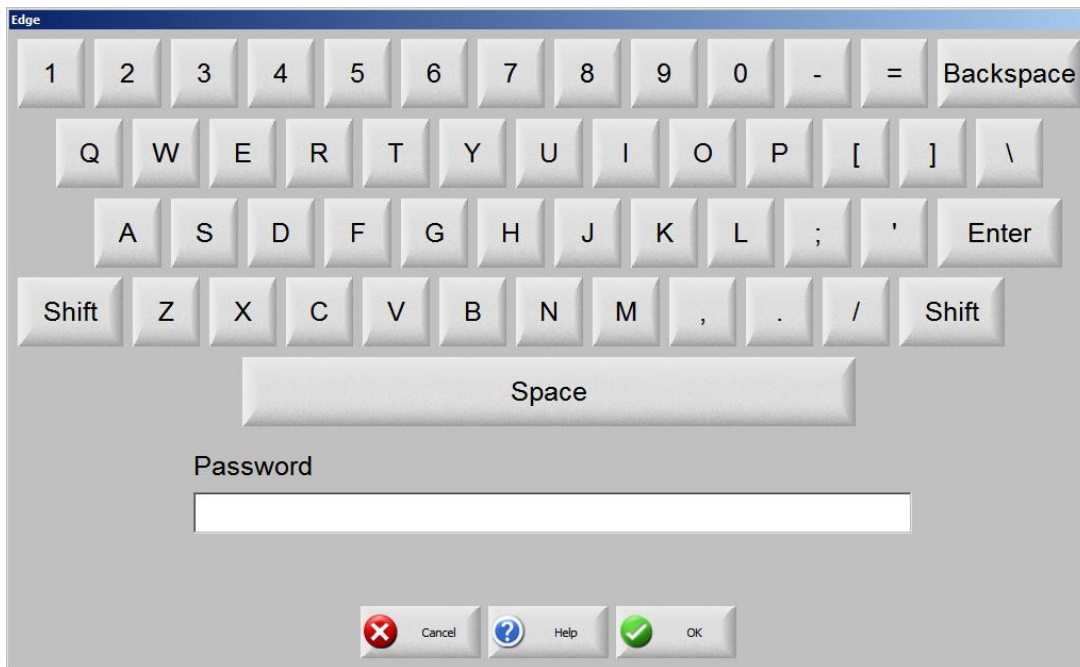 Edge
1 2 3 4 5 6 7 8 9 0 - = Backspace
Q W E R T Y U I O P [ ] \
A S D F G H J K L ; ' Enter
Shift Z X C V B N M , . / Shift
Space
Password
Cancel Help OK